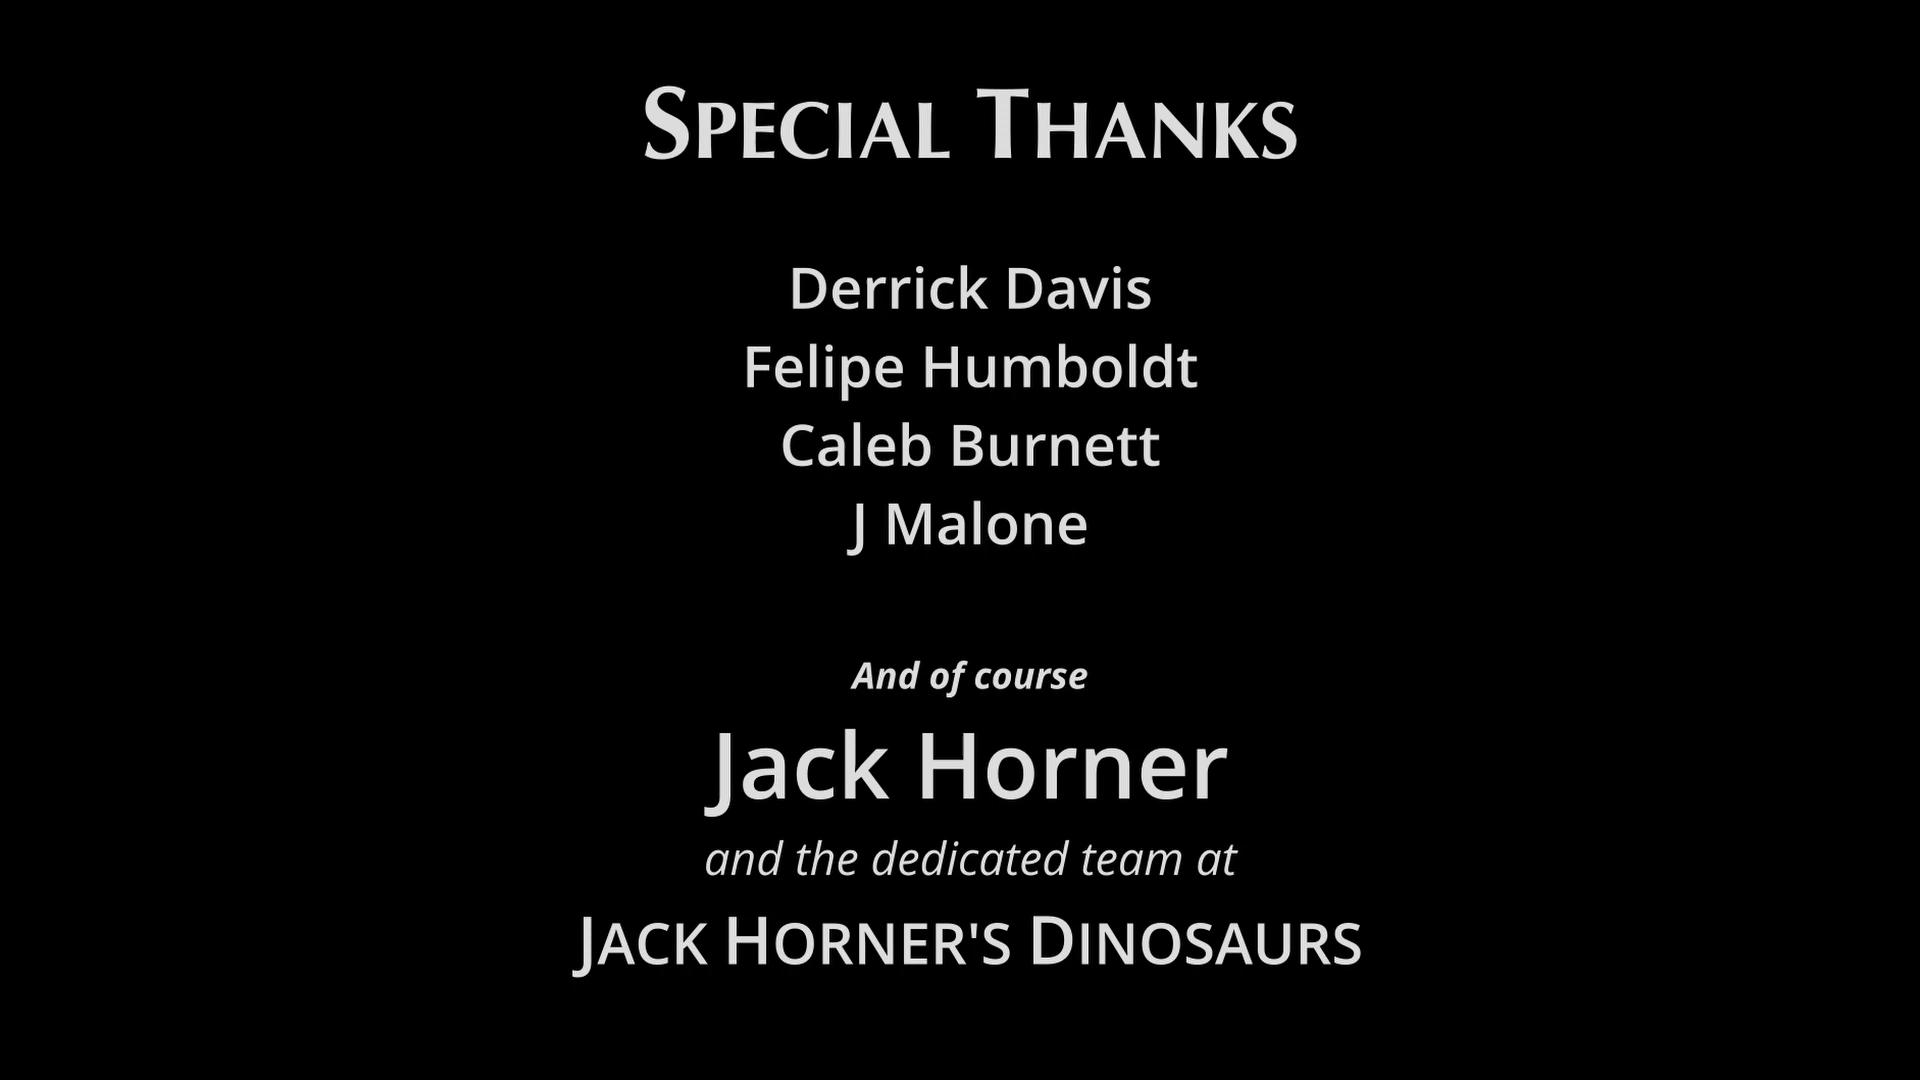 SPECIAL THANKS
Derrick Davis
Felipe Humboldt
Caleb Burnett
J Malone
And of course
Jack Horner
and the dedicated team at
JACK HORNER'S DINOSAURS